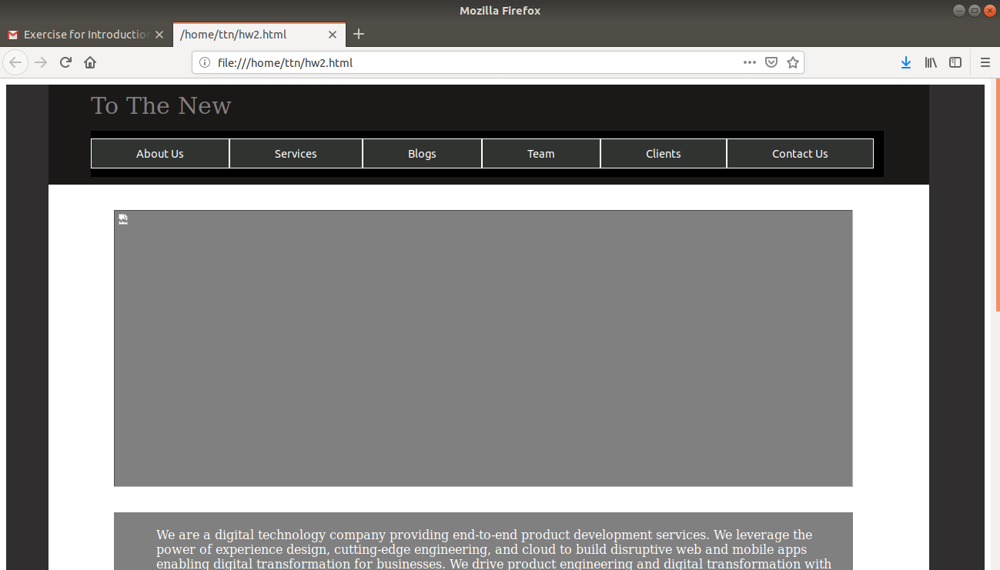 Mozilla Firefox
Exercise for Introduction
/home/ttn/hw2.html
file:///home/ttn/hw2.html
To The New
About Us Services Blogs Team Clients Contact Us
We are a digital technology company providing end-to-end product development services. We leverage the
power of experience design, cutting-edge engineering, and cloud to build disruptive web and mobile apps
enabling digital transformation for businesses. We drive product engineering and digital transformation with